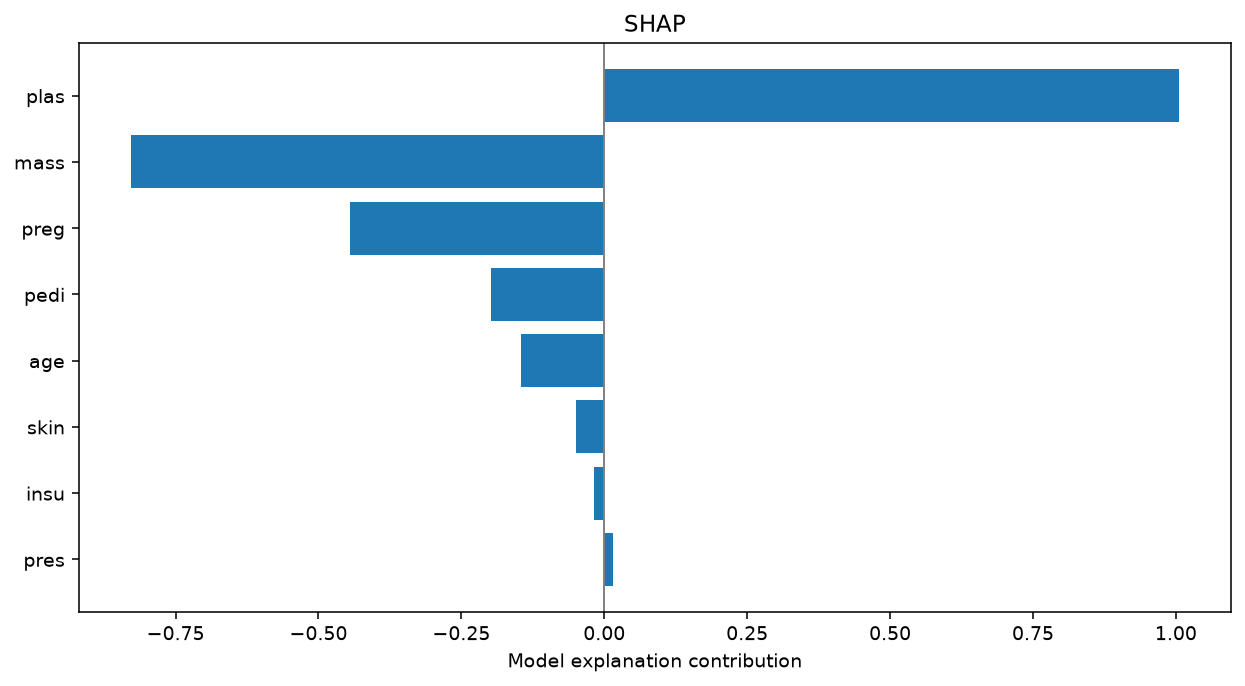 SHAP
plas
mass
preg
pedi
age
skin
insu
pres
−0.75 −0.50 −0.25 0.00 0.25 0.50 0.75 1.00
Model explanation contribution